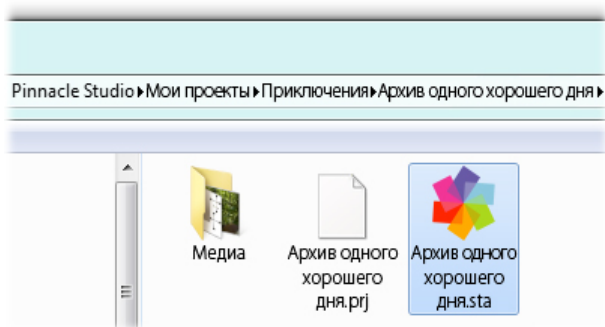 Pinnacle Studio▸Мои проекты▸Приключения▸Архив одного хорошего дня▸
Медиа
Архив одного
хорошего
дня.prj
Архив одного
хорошего
дня.sta